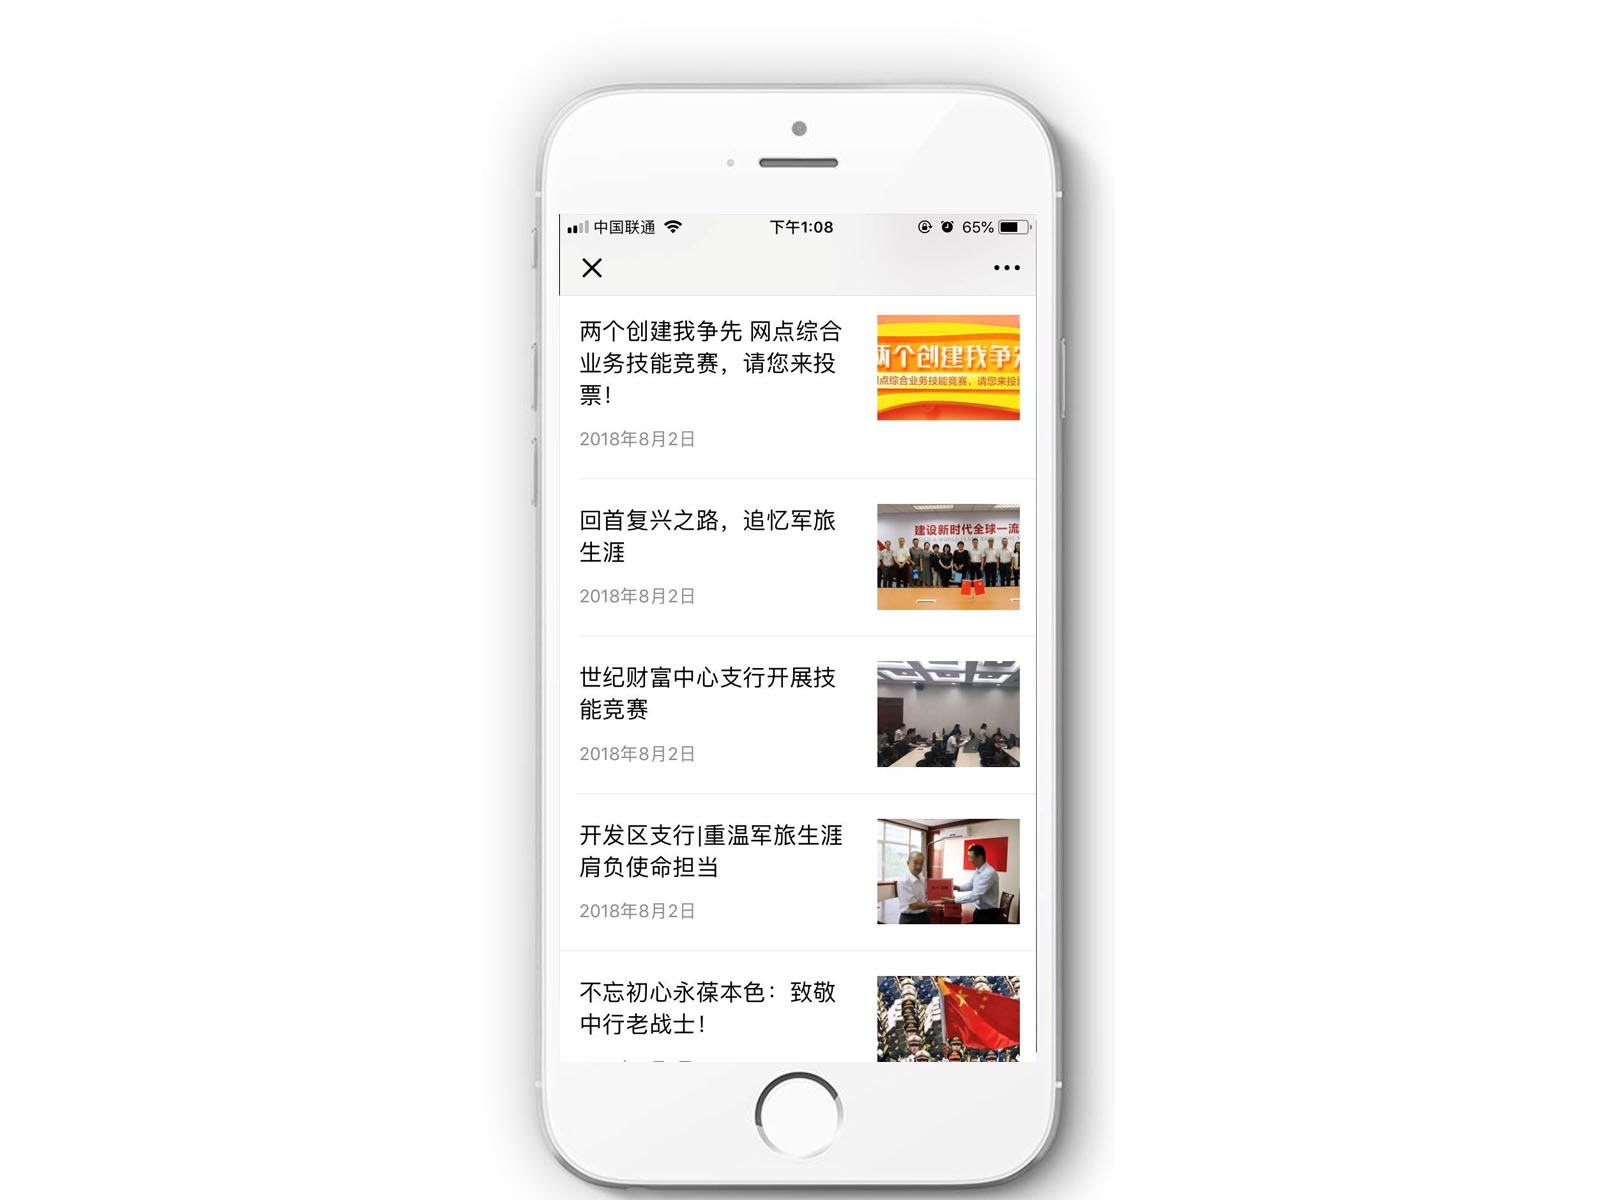 中国联通
下午1:08
65%
两个创建我争先 网点综合
业务技能竞赛，请您来投
票！
2018年8月2日
两个创建我争
点综合业务技能竞赛，请您来投
回首复兴之路，追忆军旅
生涯
2018年8月2日
建设新时代全球一流
世纪财富中心支行开展技
能竞赛
2018年8月2日
开发区支行|重温军旅生涯
肩负使命担当
2018年8月2日
不忘初心永葆本色：致敬
中行老战士！